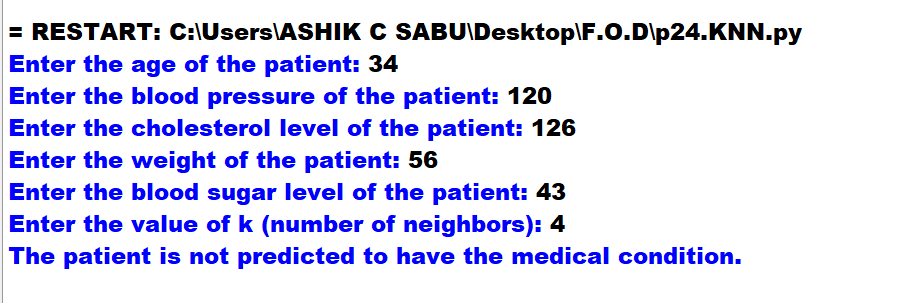 = RESTART: C:\Users\ASHIK C SABU\Desktop\F.O.D\p24.KNN.py
Enter the age of the patient: 34
Enter the blood pressure of the patient: 120
Enter the cholesterol level of the patient: 126
Enter the weight of the patient: 56
Enter the blood sugar level of the patient: 43
Enter the value of k (number of neighbors): 4
The patient is not predicted to have the medical condition.